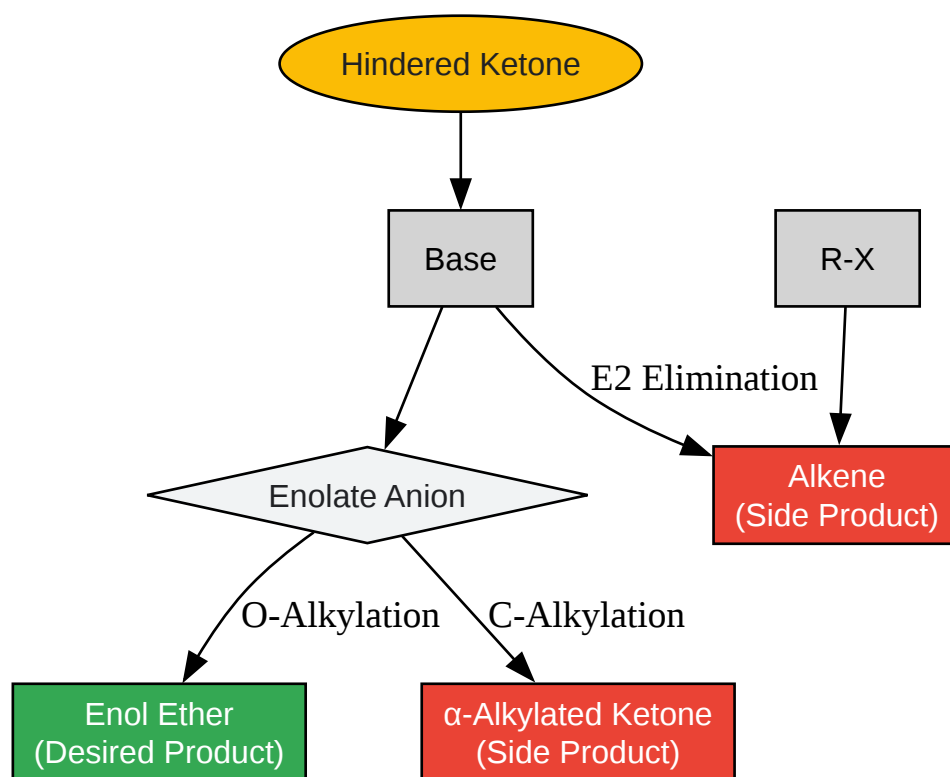 Hindered Ketone
Base
R-X
E2 Elimination
Alkene
(Side Product)
Enolate Anion
O-Alkylation
C-Alkylation
Enol Ether
(Desired Product)
α-Alkylated Ketone
(Side Product)